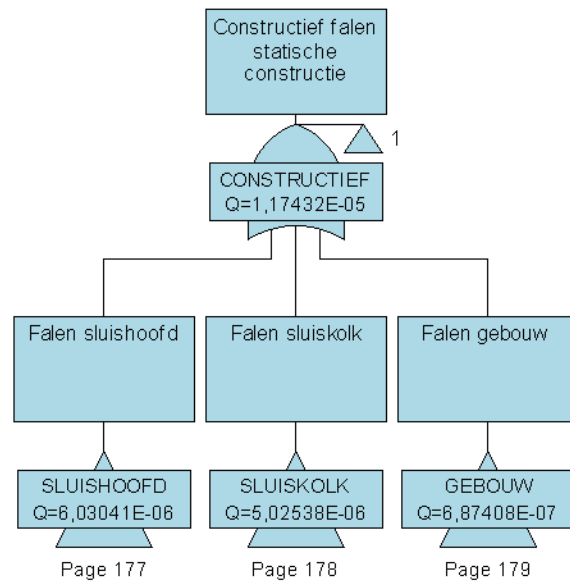 Constructief falen
statische
constructie
1
CONSTRUCTIEF
Q=1,17432E-05
Falen sluishoofd
Falen sluiskolk
Falen gebouw
SLUISHOOFD
Q=6,03041E-06
SLUISKOLK
Q=5,02538E-06
GEBOUW
Q=6,87408E-07
Page 177
Page 178
Page 179